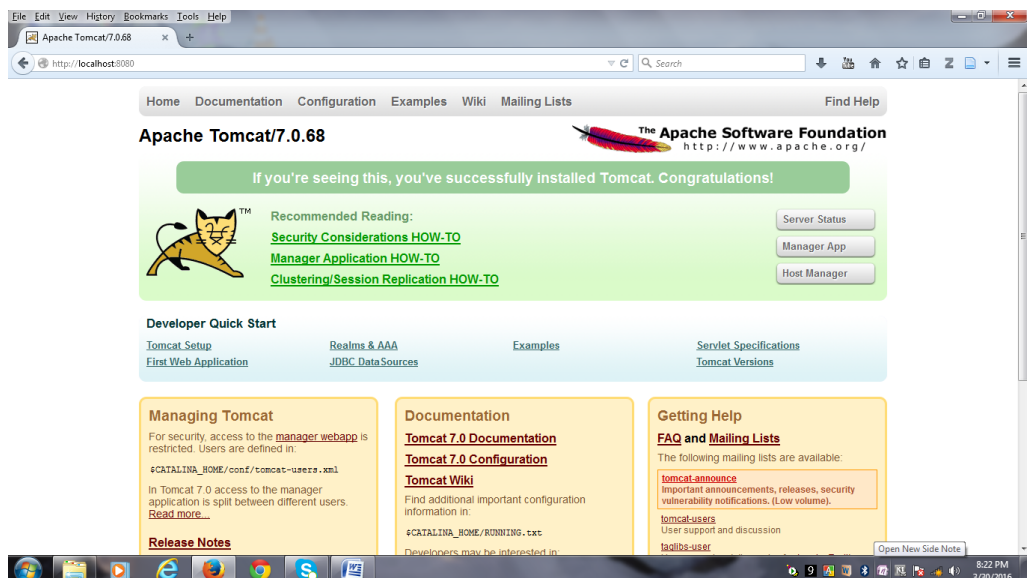 File Edit View History Bookmarks Tools Help
Apache Tomcat/7.0.68 × +
http://localhost:8080 Search
Home Documentation Configuration Examples Wiki Mailing Lists Find Help
Apache Tomcat/7.0.68
The Apache Software Foundation
http://www.apache.org/
If you're seeing this, you've successfully installed Tomcat. Congratulations!
TM
Recommended Reading:
Security Considerations HOW-TO
Manager Application HOW-TO
Clustering/Session Replication HOW-TO
Server Status
Manager App
Host Manager
Developer Quick Start
Tomcat Setup
First Web Application
Realms & AAA
JDBC DataSources
Examples
Servlet Specifications
Tomcat Versions
Managing Tomcat
For security, access to the manager webapp is
restricted. Users are defined in:
$CATALINA_HOME/conf/tomcat-users.xml
In Tomcat 7.0 access to the manager
application is split between different users.
Read more...
Release Notes
Documentation
Tomcat 7.0 Documentation
Tomcat 7.0 Configuration
Tomcat Wiki
Find additional important configuration
information in:
$CATALINA_HOME/RUNNING.txt
Developers may be interested in:
Getting Help
FAQ and Mailing Lists
The following mailing lists are available:
tomcat-announce
Important announcements, releases, security
vulnerability notifications. (Low volume).
tomcat-users
User support and discussion
taglibs-user
Open New Side Note
8:22 PM
3/30/2016